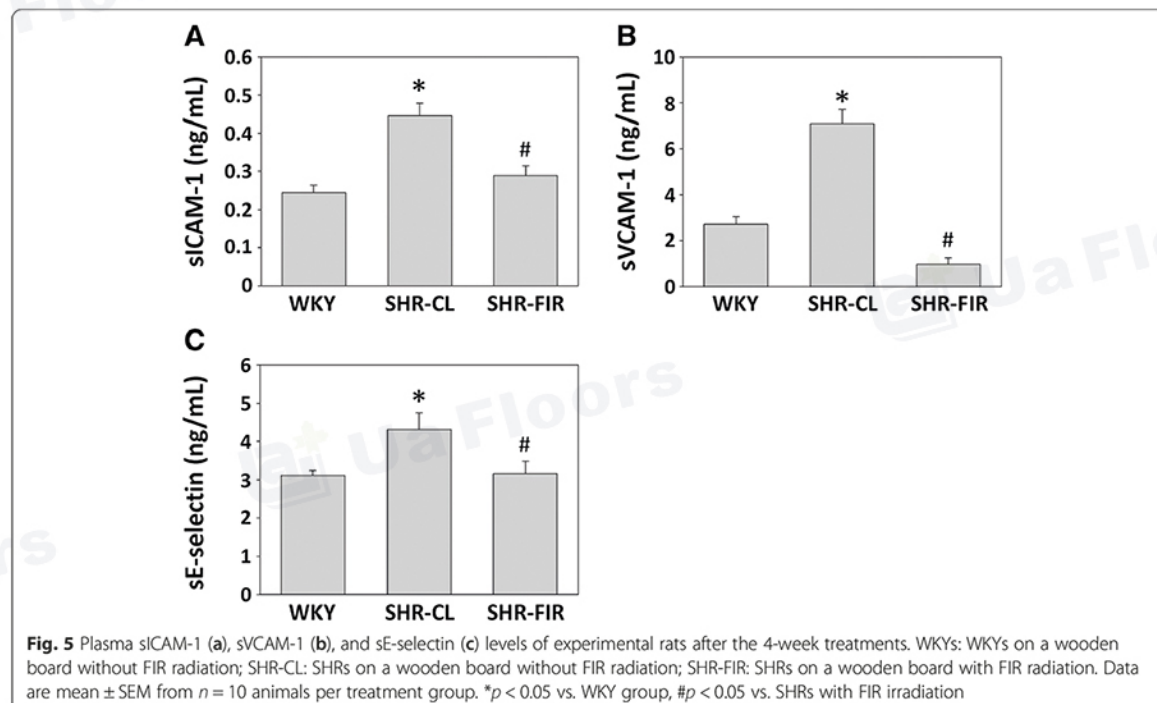 A
sICAM-1 (ng/mL)
0.6
0.5
0.4
0.3
0.2
0.1
0
*
#
WKY SHR-CL SHR-FIR
B
sVCAM-1 (ng/mL)
10
8
6
4
2
0
*
#
WKY SHR-CL SHR-FIR
C
sE-selectin (ng/mL)
6
5
4
3
2
1
0
*
#
WKY SHR-CL SHR-FIR
Fig. 5 Plasma sICAM-1 (a), sVCAM-1 (b), and sE-selectin (c) levels of experimental rats after the 4-week treatments. WKYs: WKYs on a wooden
board without FIR radiation; SHR-CL: SHRs on a wooden board without FIR radiation; SHR-FIR: SHRs on a wooden board with FIR radiation. Data
are mean ± SEM from n = 10 animals per treatment group. *p < 0.05 vs. WKY group, #p < 0.05 vs. SHRs with FIR irradiation
Ua Floors
Ua Flo
Floors
rs